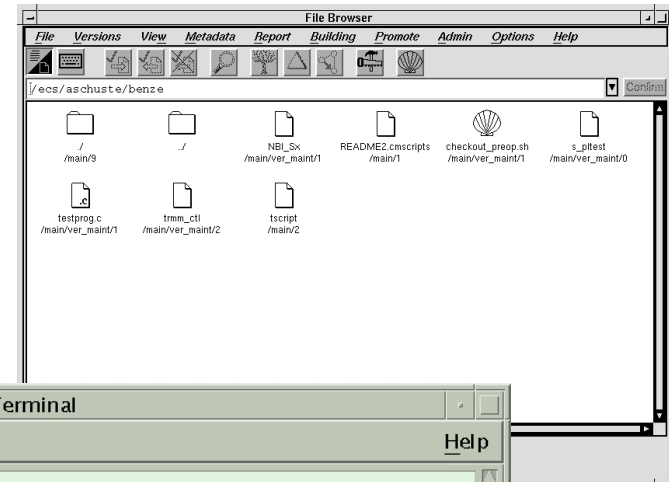 File Browser
File Versions View Metadata Report Building Promote Admin Options Help
/ecs/aschuste/benze
Confirm
./ ../ NBI_Sx README2.cmscripts checkout_preop.sh s_pltest
/main/9 /main/ver_maint/1 /main/1 /main/ver_maint/1 /main/ver_maint/0
.c
testprog.c trmm_ctl tscript
/main/ver_maint/1 /main/ver_maint/2 /main/2
Terminal
Help